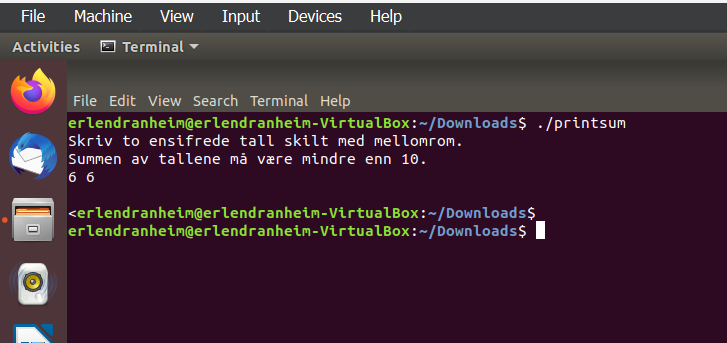 File Machine View Input Devices Help
Activities Terminal
File Edit View Search Terminal Help
erlendranheim@erlendranheim-VirtualBox:~/Downloads$ ./printsum
Skriv to ensifrede tall skilt med mellomrom.
Summen av tallene må være mindre enn 10.
6 6
<erlendranheim@erlendranheim-VirtualBox:~/Downloads$
erlendranheim@erlendranheim-VirtualBox:~/Downloads$